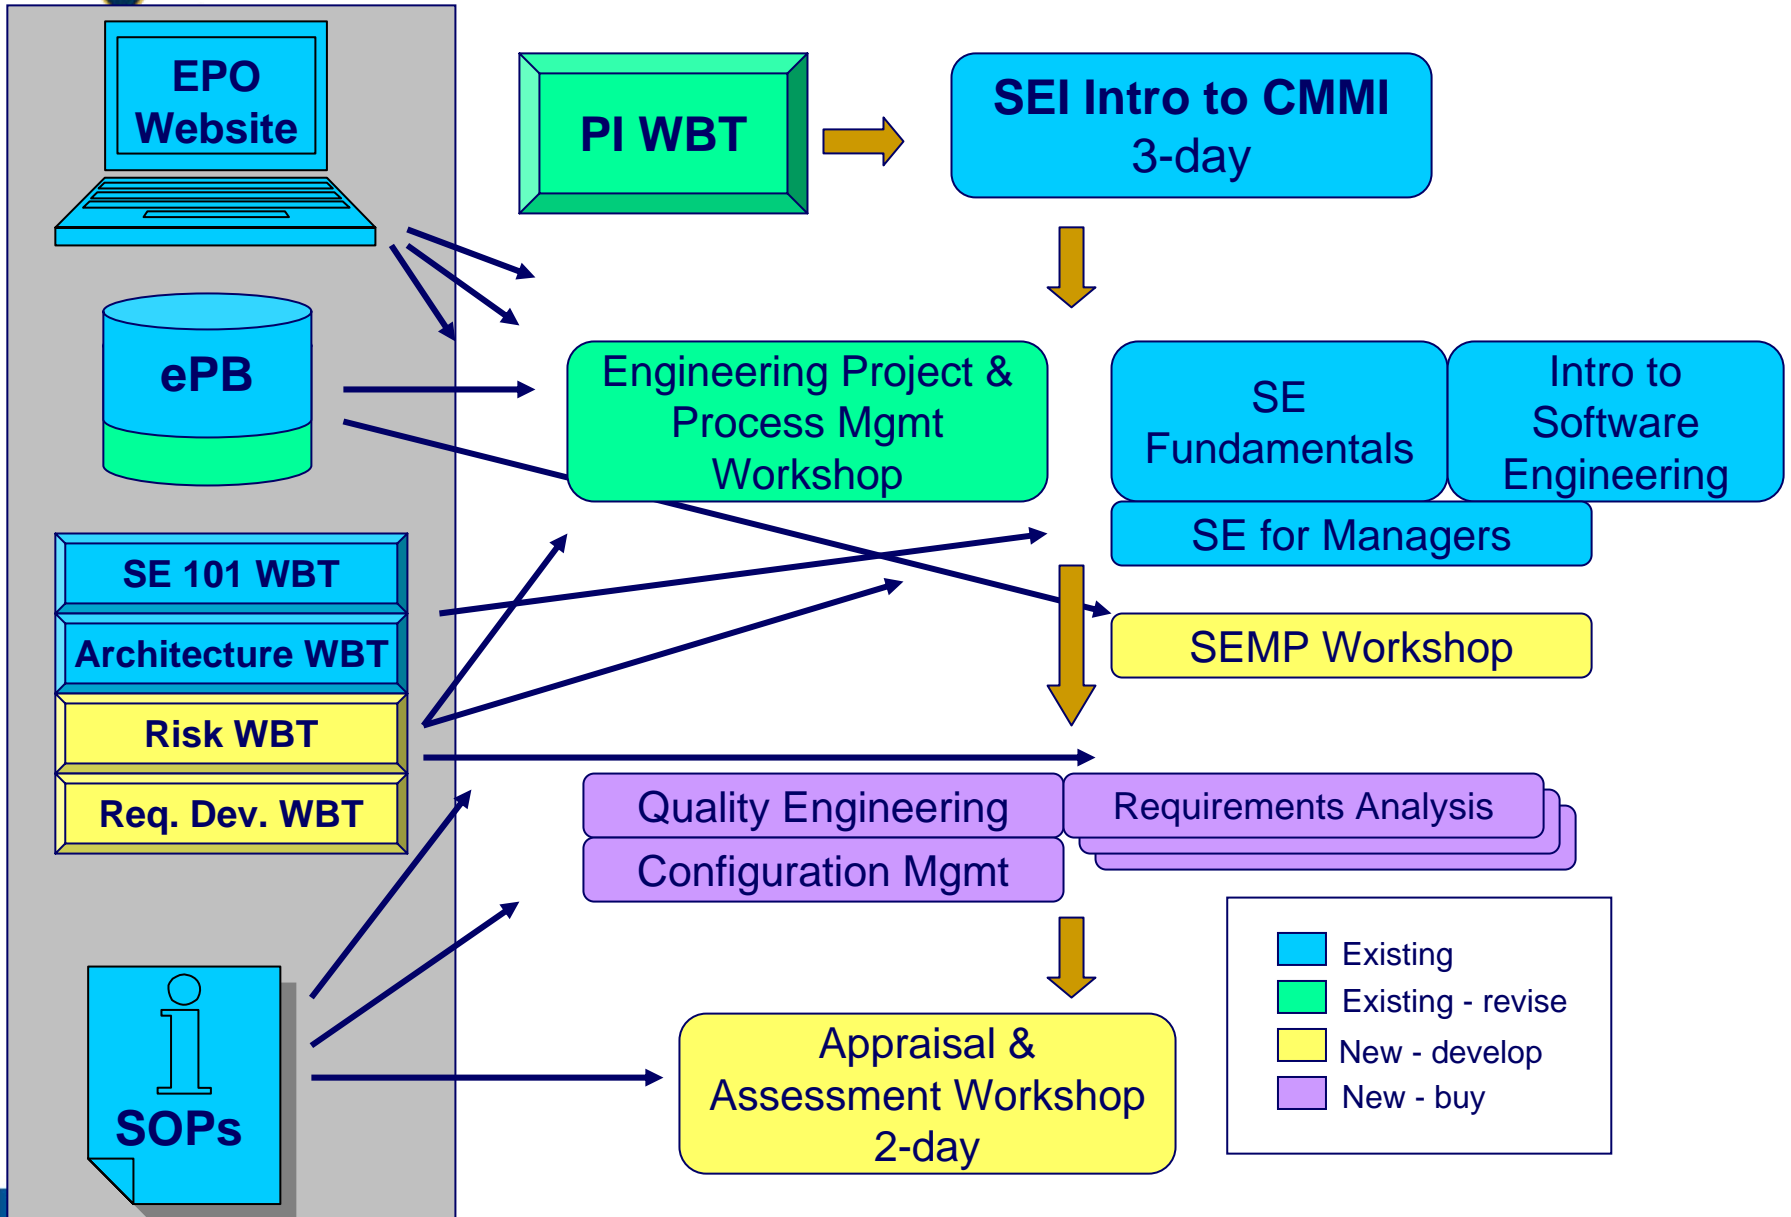 EPO
Website
PI WBT
SEI Intro to CMMI
3-day
ePB
Engineering Project &
Process Mgmt
Workshop
SE
Fundamentals
Intro to
Software
Engineering
SE for Managers
SE 101 WBT
Architecture WBT
Risk WBT
Req. Dev. WBT
SEMP Workshop
Quality Engineering
Requirements Analysis
Configuration Mgmt
SOPs
Appraisal &
Assessment Workshop
2-day
Existing
Existing - revise
New - develop
New - buy